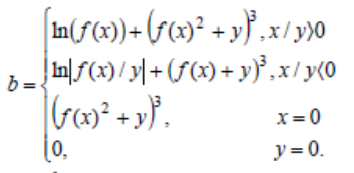 b = { ln(f(x)) + (f(x)² + y)³, x / y⟩0
ln|f(x) / y| + (f(x) + y)³, x / y⟨0
(f(x)² + y)³, x = 0
0, y = 0.